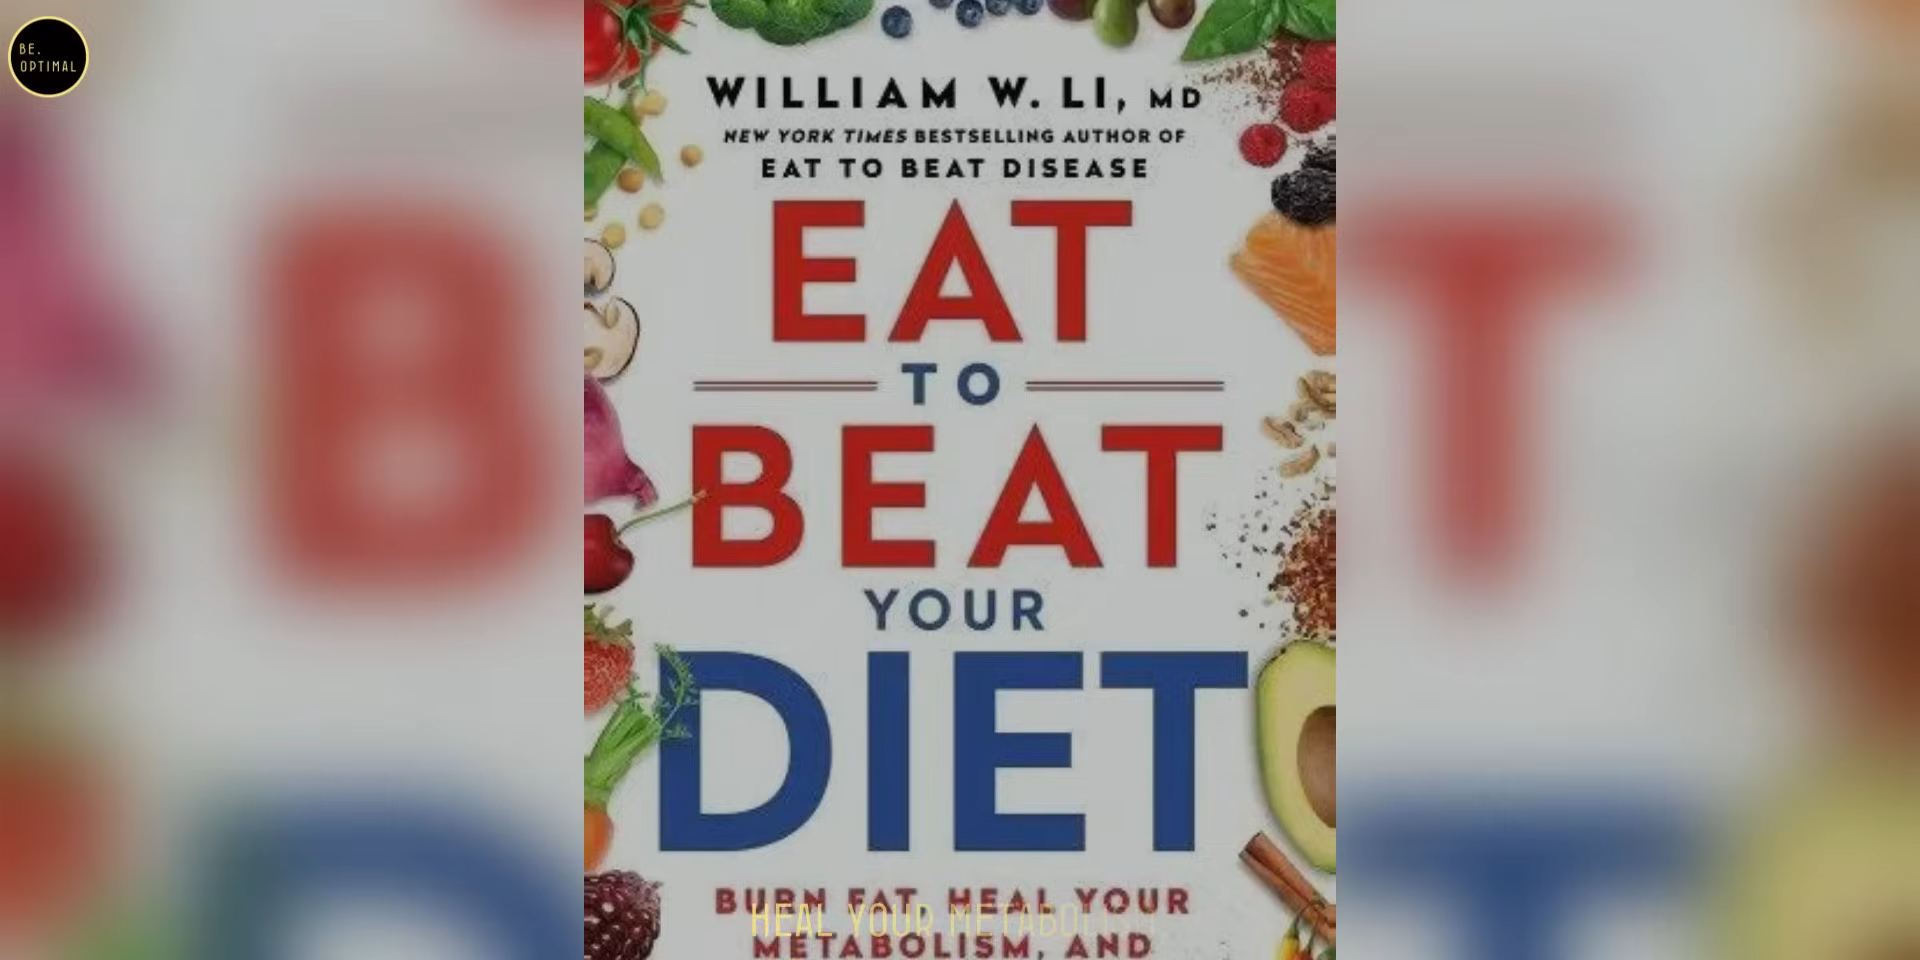 BE.
OPTIMAL
WILLIAM W. LI, MD
NEW YORK TIMES BESTSELLING AUTHOR OF
EAT TO BEAT DISEASE
EAT
TO
BEAT
YOUR
DIET
BURN FAT, HEAL YOUR
HEAL YOUR METABOLISM
METABOLISM, AND